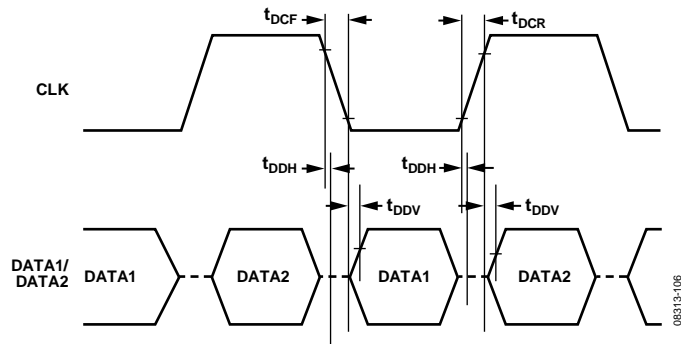 tDCF
tDCR
CLK
tDDH
tDDH
tDDV
tDDV
DATA1/
DATA2
DATA1
DATA2
DATA1
DATA2
08313-106